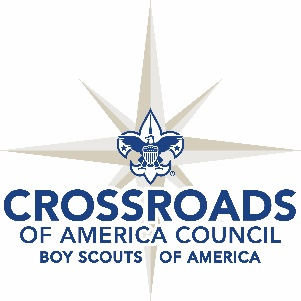 ®
CROSSROADS
OF AMERICA COUNCIL
BOY SCOUTS OF AMERICA